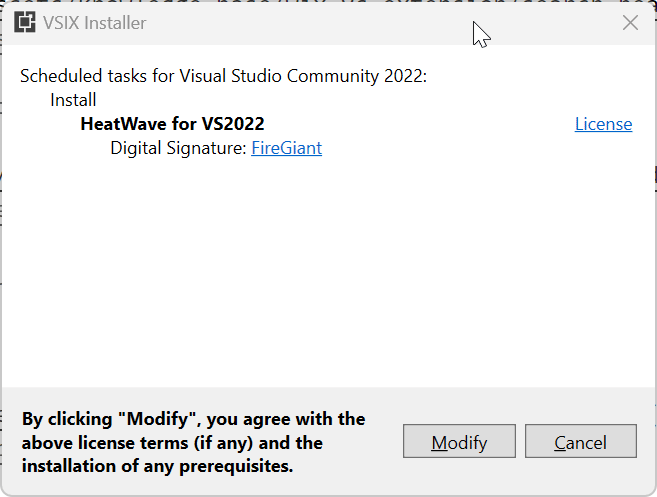 VSIX Installer
Scheduled tasks for Visual Studio Community 2022:
Install
HeatWave for VS2022 License
Digital Signature: FireGiant
By clicking "Modify", you agree with the
above license terms (if any) and the
installation of any prerequisites.
Modify Cancel